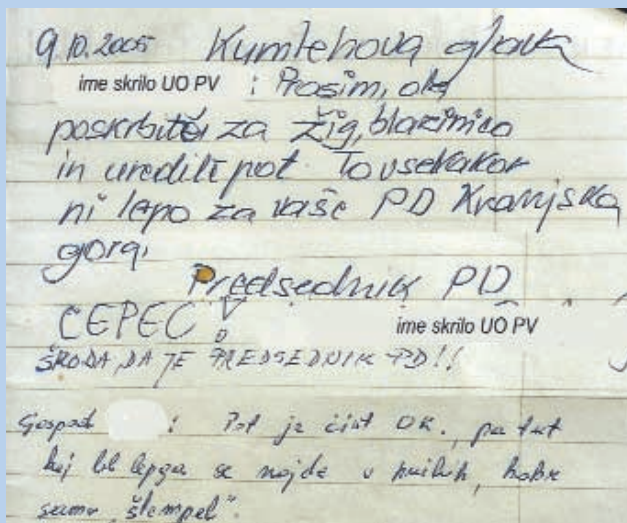 9.10.2005 Kumlehova glava
ime skrilo UO PV : Prosim, da
poskrbite za žig, blazinico
in urediti pot. To vsekakor
ni lepo za vaše PD Kranjska
gora.
Predsednik PD
CEPEC! ime skrilo UO PV
ŠKODA, DA JE PREDSEDNIK PD!!
Gospod : Pot je čist OK., pa tut
kej bl lepga se najde v knjih, kokr
samo „štempel".